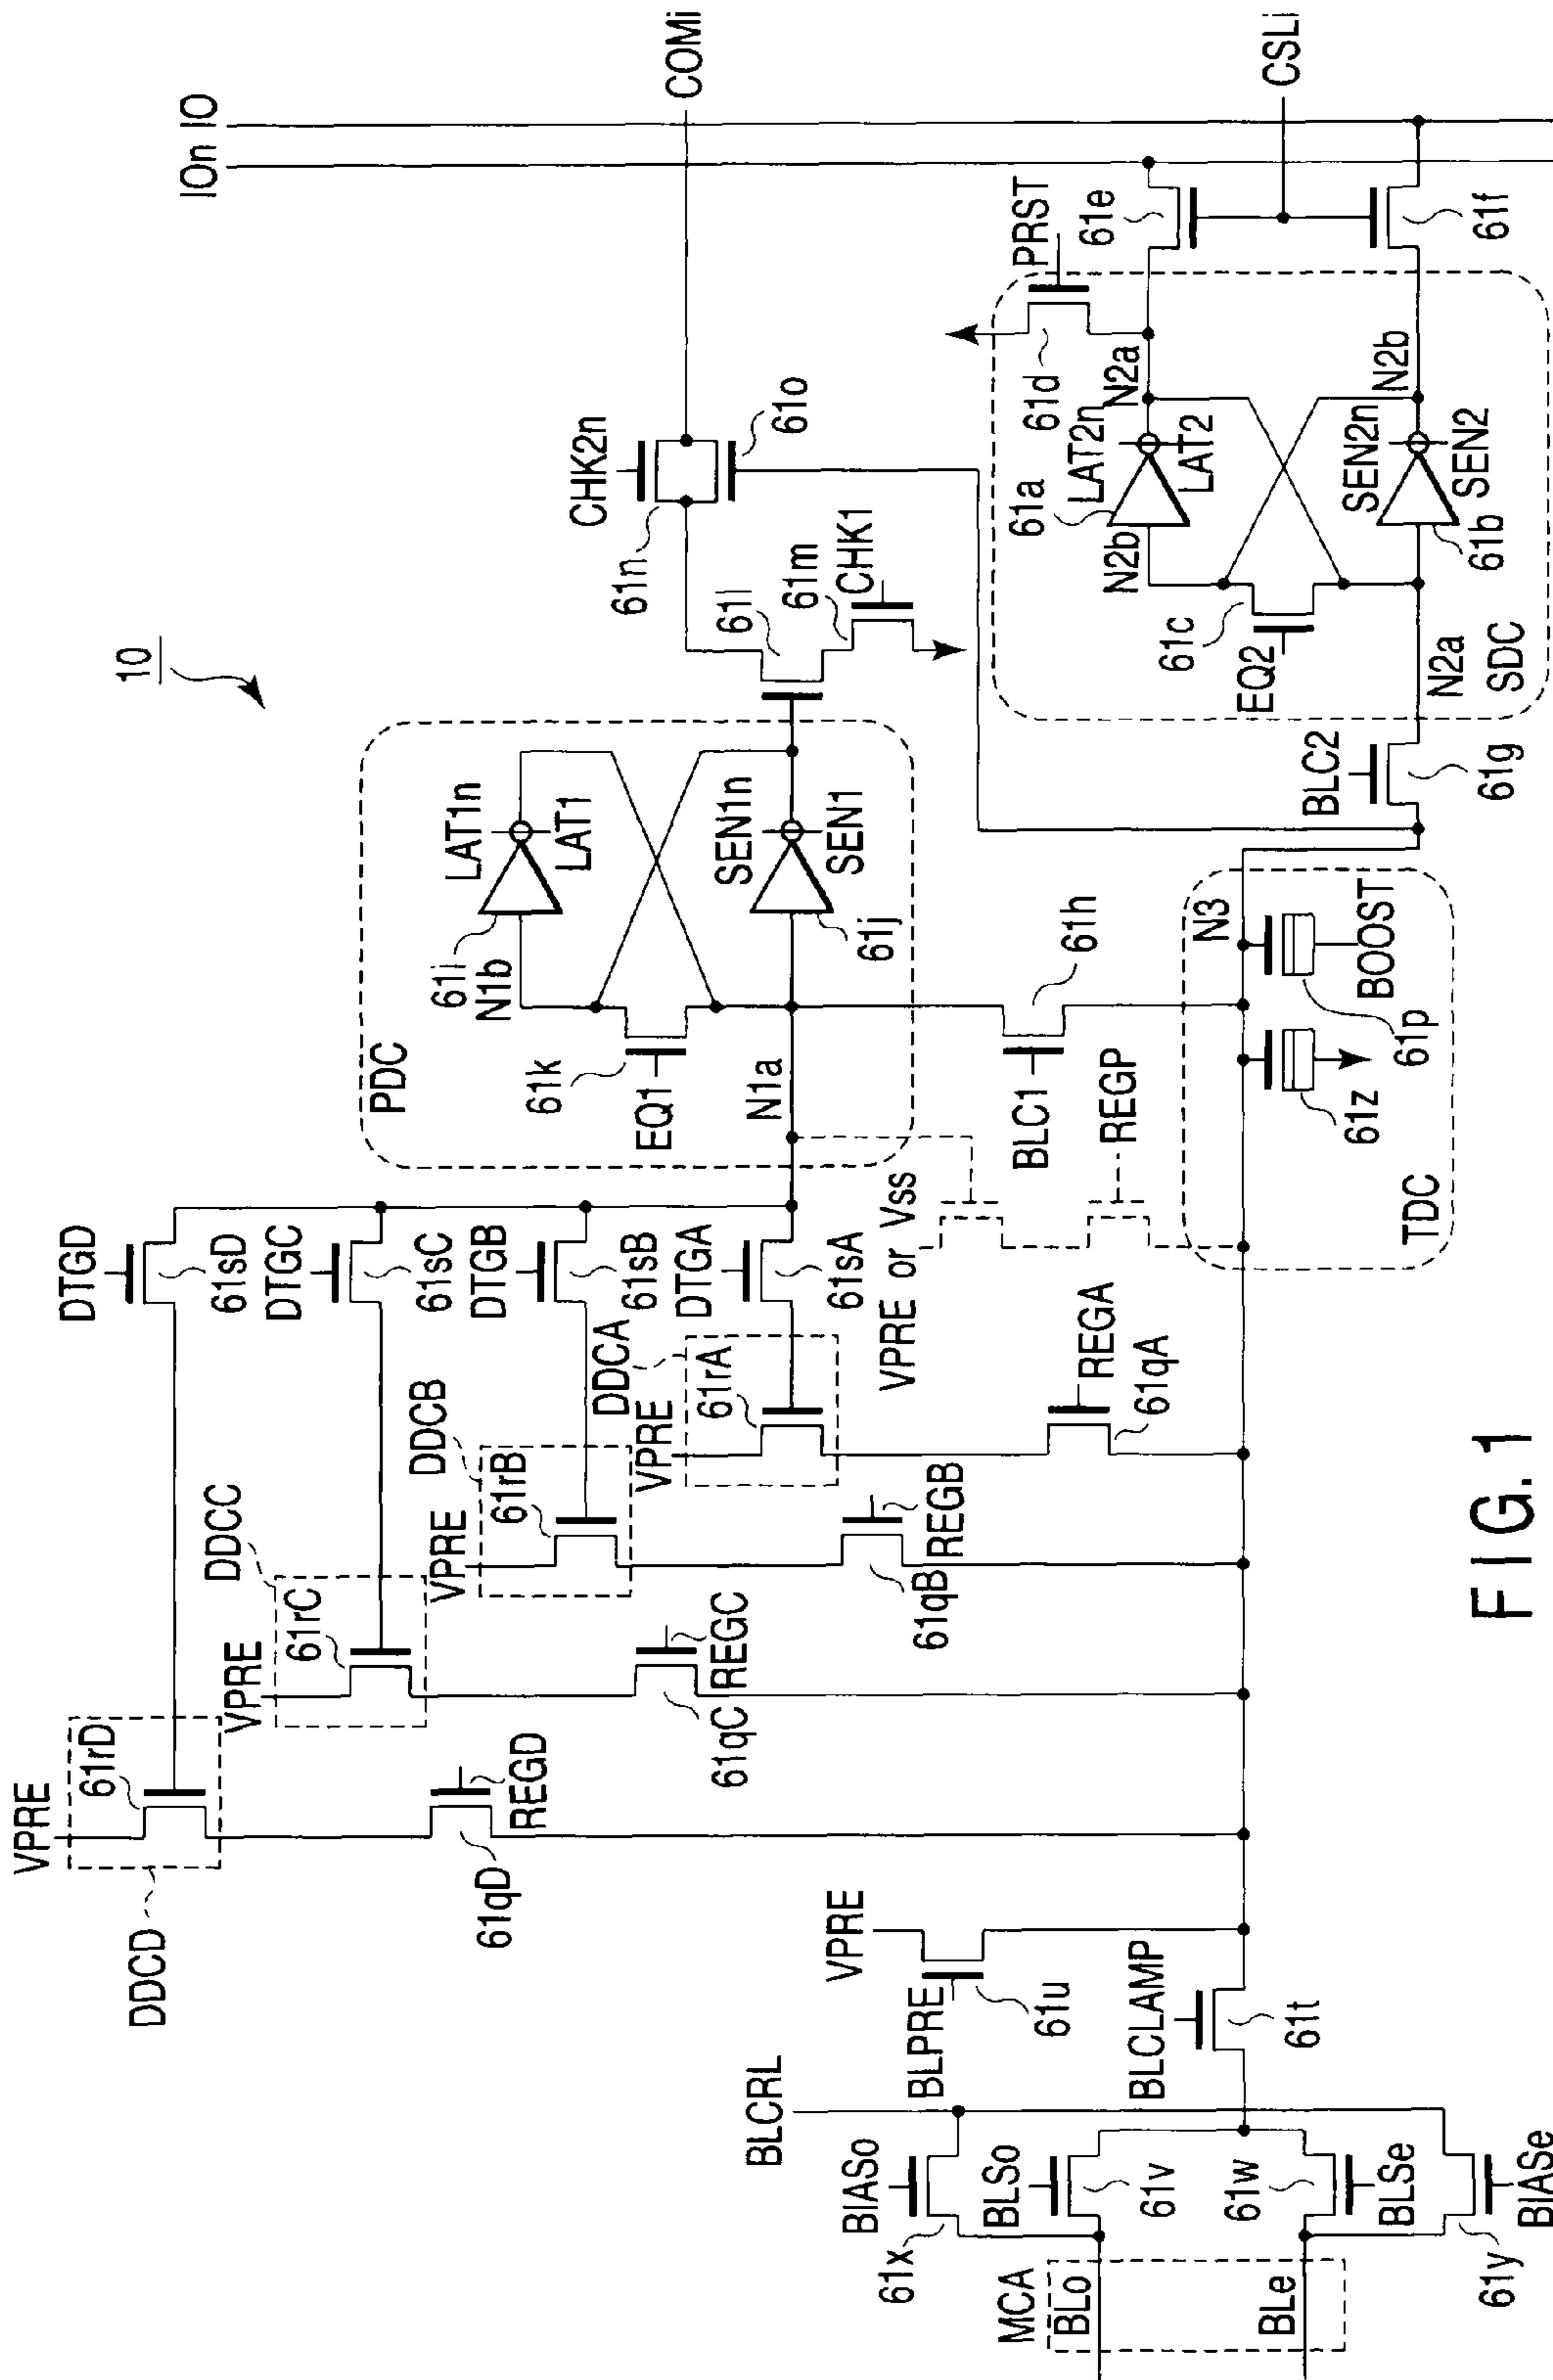 VPRE
DTGD
61rD
61sD
DDCD
IOn IO
DDCC
VPRE
DTGC
10
61rC
61sC
PDC
DDCB
VPRE
REGD
61qD
61rB
DTGB
61sB
61i
N1b
LAT1n
LAT1
61k
EQ1
CHK2n
61n
DDCA
VPRE
REGC
61qC
61rA
DTGA
61sA
N1a
61j
SEN1n
SEN1
61l
61m
CHK1
61o
COMi
BLCRL
BIASo
61x
VPRE
BLPRE
61u
REGB
61qB
VPRE or Vss
PRST
61d
MCA
BLo
BLSo
61v
REGA
61qA
BLC1
REGP
61h
61a
N2b
LAT2n
LAT2
N2a
61e
BLCLAMP
61t
N3
61c
EQ2
CSLi
BLe
61w
BLSe
61z
61p
BOOST
BLC2
61g
61b
SEN2n
SEN2
N2b
N2a
61y
BIASe
TDC
SDC
61f
FIG. 1